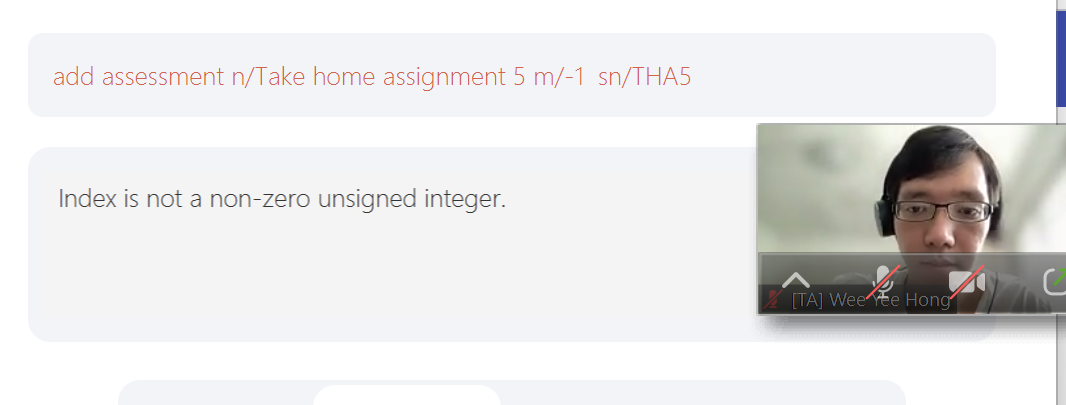 add assessment n/Take home assignment 5 m/-1  sn/THA5
Index is not a non-zero unsigned integer.
[TA] Wee Yee Hong